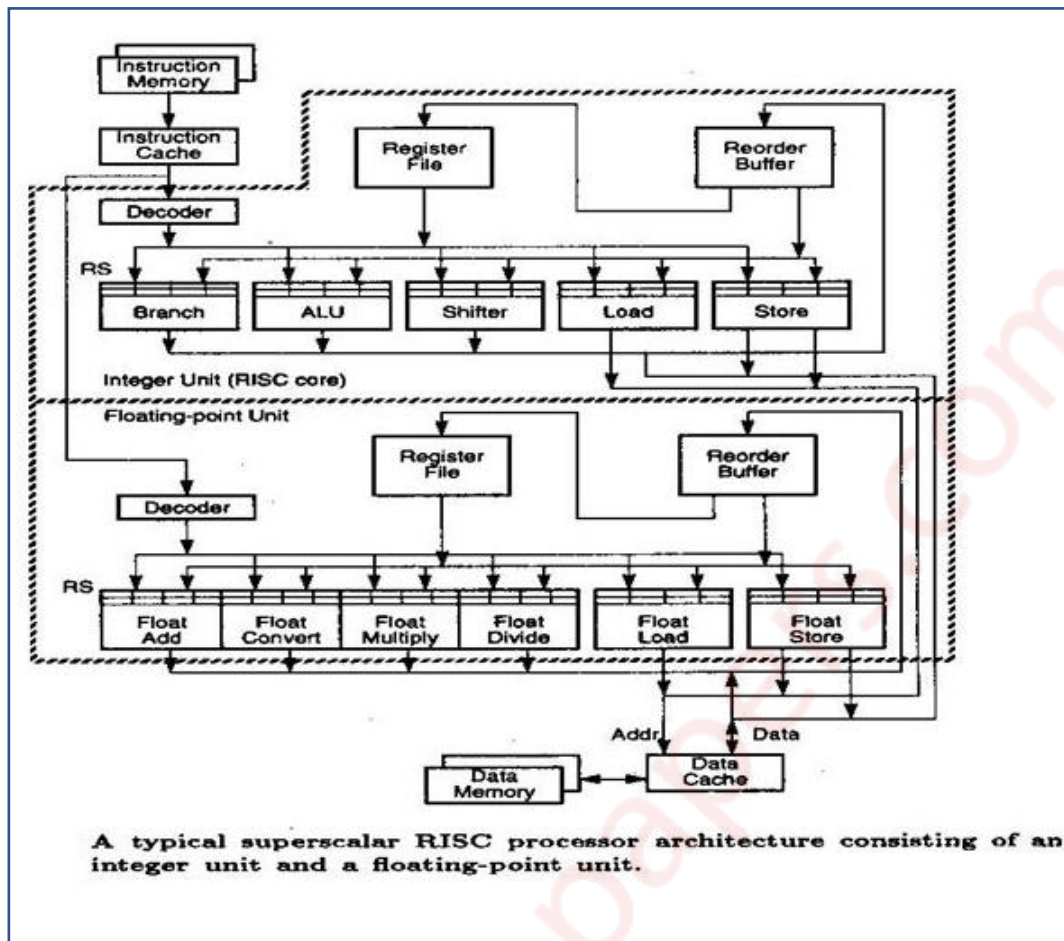 Instruction
Memory
Instruction
Cache
Register
File
Reorder
Buffer
Decoder
RS
Branch
ALU
Shifter
Load
Store
Integer Unit (RISC core)
Floating-point Unit
Register
File
Reorder
Buffer
Decoder
RS
Float
Add
Float
Convert
Float
Multiply
Float
Divide
Float
Load
Float
Store
Addr
Data
Data
Memory
Data
Cache
A typical superscalar RISC processor architecture consisting of an
integer unit and a floating-point unit.
papers.com